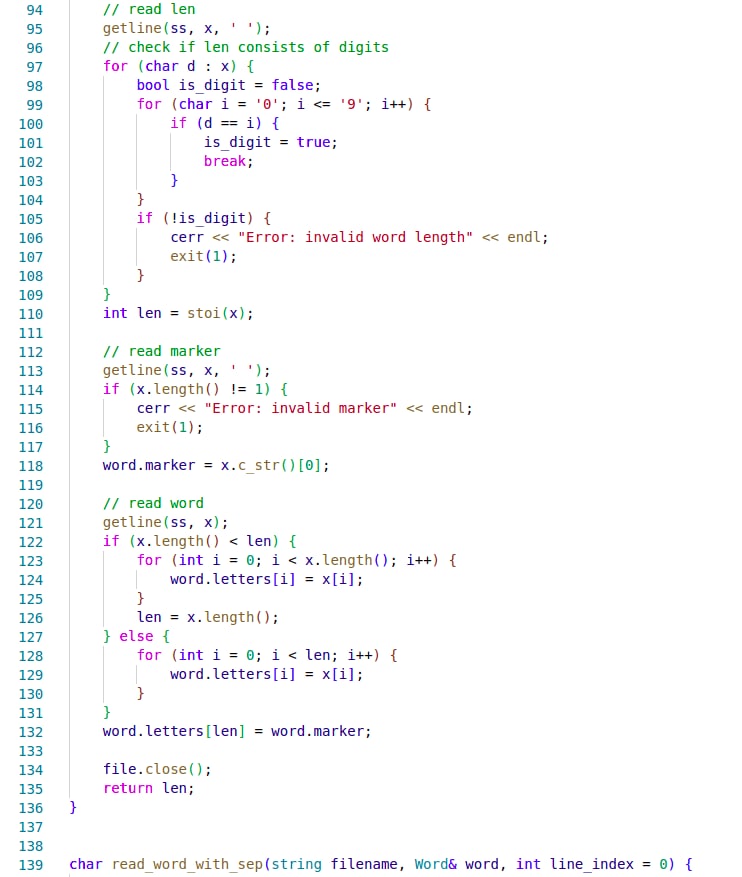 94 // read len
95 getline(ss, x, ' ');
96 // check if len consists of digits
97 for (char d : x) {
98 bool is_digit = false;
99 for (char i = '0'; i <= '9'; i++) {
100 if (d == i) {
101 is_digit = true;
102 break;
103 }
104 }
105 if (!is_digit) {
106 cerr << "Error: invalid word length" << endl;
107 exit(1);
108 }
109 }
110 int len = stoi(x);
111
112 // read marker
113 getline(ss, x, ' ');
114 if (x.length() != 1) {
115 cerr << "Error: invalid marker" << endl;
116 exit(1);
117 }
118 word.marker = x.c_str()[0];
119
120 // read word
121 getline(ss, x);
122 if (x.length() < len) {
123 for (int i = 0; i < x.length(); i++) {
124 word.letters[i] = x[i];
125 }
126 len = x.length();
127 } else {
128 for (int i = 0; i < len; i++) {
129 word.letters[i] = x[i];
130 }
131 }
132 word.letters[len] = word.marker;
133
134 file.close();
135 return len;
136 }
137
138
139 char read_word_with_sep(string filename, Word& word, int line_index = 0) {